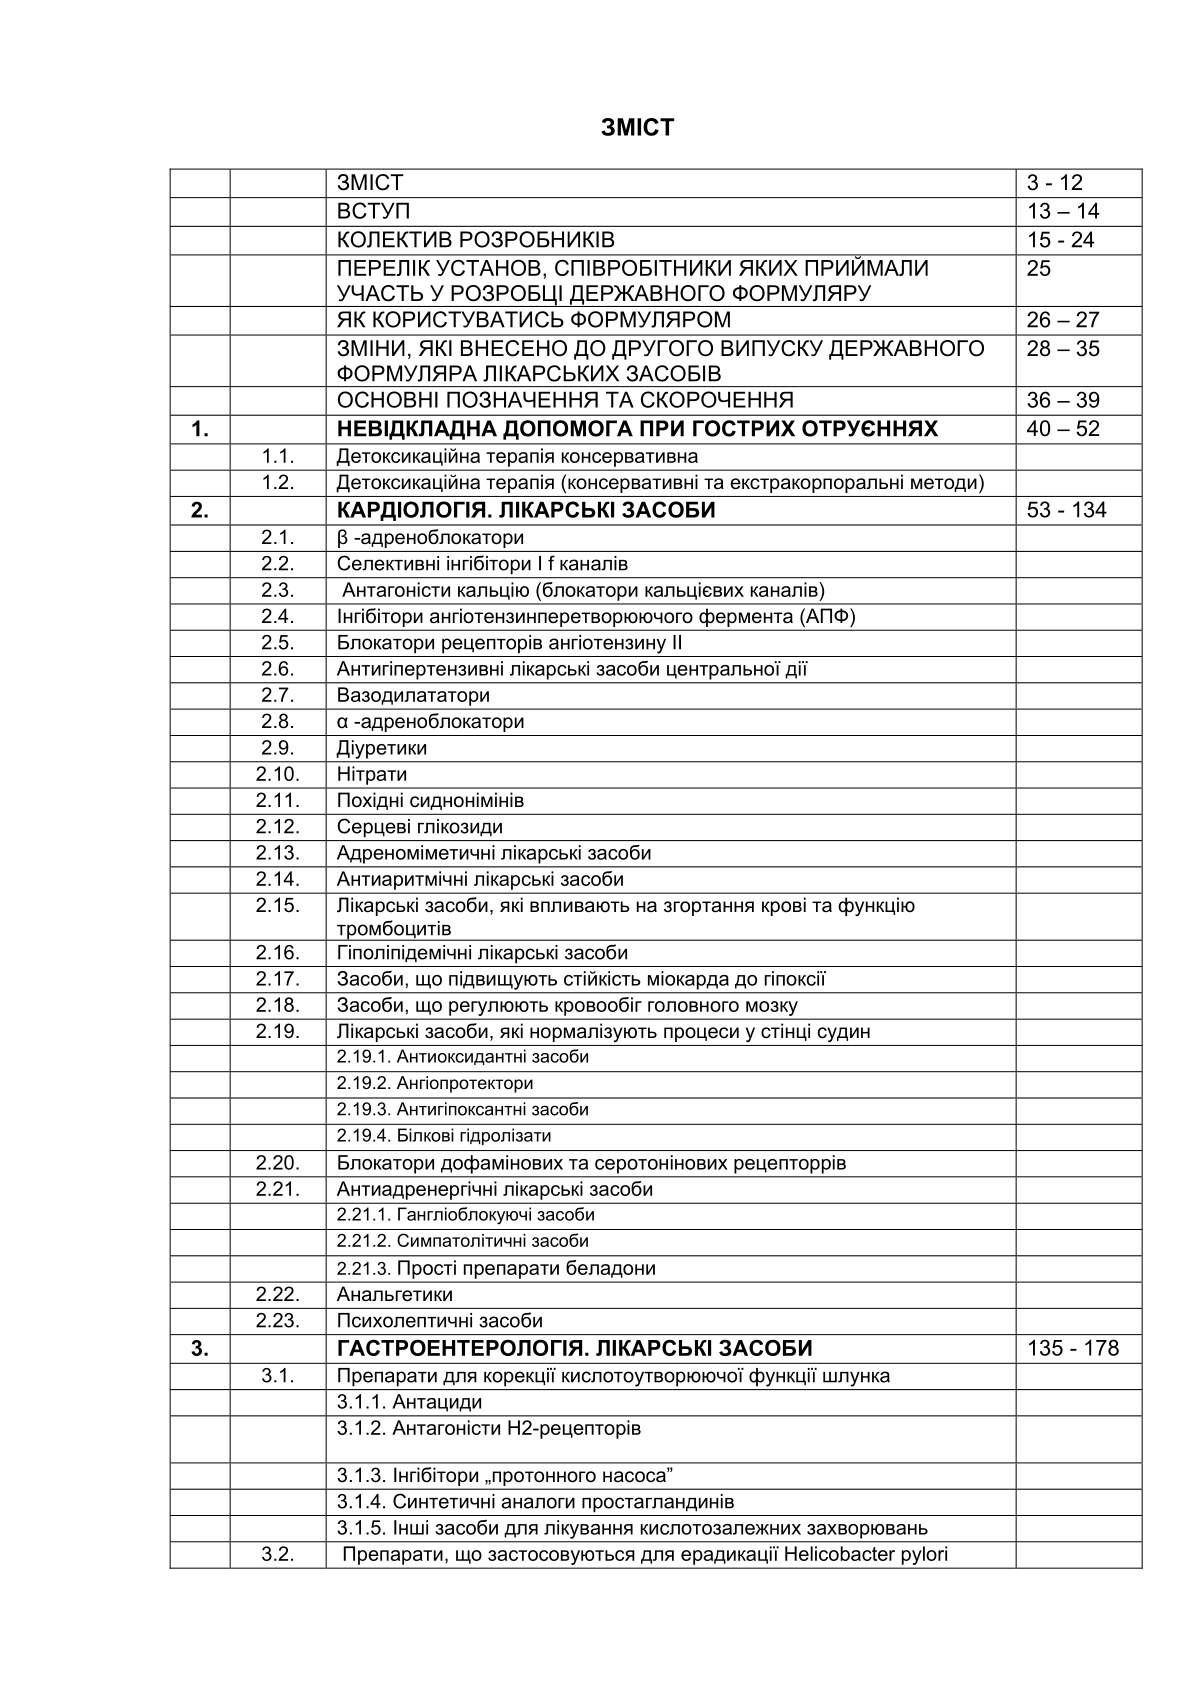 ЗМІСТ
ЗМІСТ 3 - 12
ВСТУП 13 – 14
КОЛЕКТИВ РОЗРОБНИКІВ 15 - 24
ПЕРЕЛІК УСТАНОВ, СПІВРОБІТНИКИ ЯКИХ ПРИЙМАЛИ 25
УЧАСТЬ У РОЗРОБЦІ ДЕРЖАВНОГО ФОРМУЛЯРУ
ЯК КОРИСТУВАТИСЬ ФОРМУЛЯРОМ 26 – 27
ЗМІНИ, ЯКІ ВНЕСЕНО ДО ДРУГОГО ВИПУСКУ ДЕРЖАВНОГО 28 – 35
ФОРМУЛЯРА ЛІКАРСЬКИХ ЗАСОБІВ
ОСНОВНІ ПОЗНАЧЕННЯ ТА СКОРОЧЕННЯ 36 – 39
1. НЕВІДКЛАДНА ДОПОМОГА ПРИ ГОСТРИХ ОТРУЄННЯХ 40 – 52
1.1. Детоксикаційна терапія консервативна
1.2. Детоксикаційна терапія (консервативні та екстракорпоральні методи)
2. КАРДІОЛОГІЯ. ЛІКАРСЬКІ ЗАСОБИ 53 - 134
2.1. β -адреноблокатори
2.2. Селективні інгібітори I f каналів
2.3. Антагоністи кальцію (блокатори кальцієвих каналів)
2.4. Інгібітори ангіотензинперетворюючого фермента (АПФ)
2.5. Блокатори рецепторів ангіотензину II
2.6. Антигіпертензивні лікарські засоби центральної дії
2.7. Вазодилататори
2.8. α -адреноблокатори
2.9. Діуретики
2.10. Нітрати
2.11. Похідні сиднонімінів
2.12. Серцеві глікозиди
2.13. Адреноміметичні лікарські засоби
2.14. Антиаритмічні лікарські засоби
2.15. Лікарські засоби, які впливають на згортання крові та функцію
тромбоцитів
2.16. Гіполіпідемічні лікарські засоби
2.17. Засоби, що підвищують стійкість міокарда до гіпоксії
2.18. Засоби, що регулюють кровообіг головного мозку
2.19. Лікарські засоби, які нормалізують процеси у стінці судин
2.19.1. Антиоксидантні засоби
2.19.2. Ангіопротектори
2.19.3. Антигіпоксантні засоби
2.19.4. Білкові гідролізати
2.20. Блокатори дофамінових та серотонінових рецепторрів
2.21. Антиадренергічні лікарські засоби
2.21.1. Гангліоблокуючі засоби
2.21.2. Симпатолітичні засоби
2.21.3. Прості препарати беладони
2.22. Анальгетики
2.23. Психолептичні засоби
3. ГАСТРОЕНТЕРОЛОГІЯ. ЛІКАРСЬКІ ЗАСОБИ 135 - 178
3.1. Препарати для корекції кислотоутворюючої функції шлунка
3.1.1. Антациди
3.1.2. Антагоністи Н2-рецепторів
3.1.3. Інгібітори „протонного насоса”
3.1.4. Синтетичні аналоги простагландинів
3.1.5. Інші засоби для лікування кислотозалежних захворювань
3.2. Препарати, що застосовуються для ерадикації Helicobacter pylori